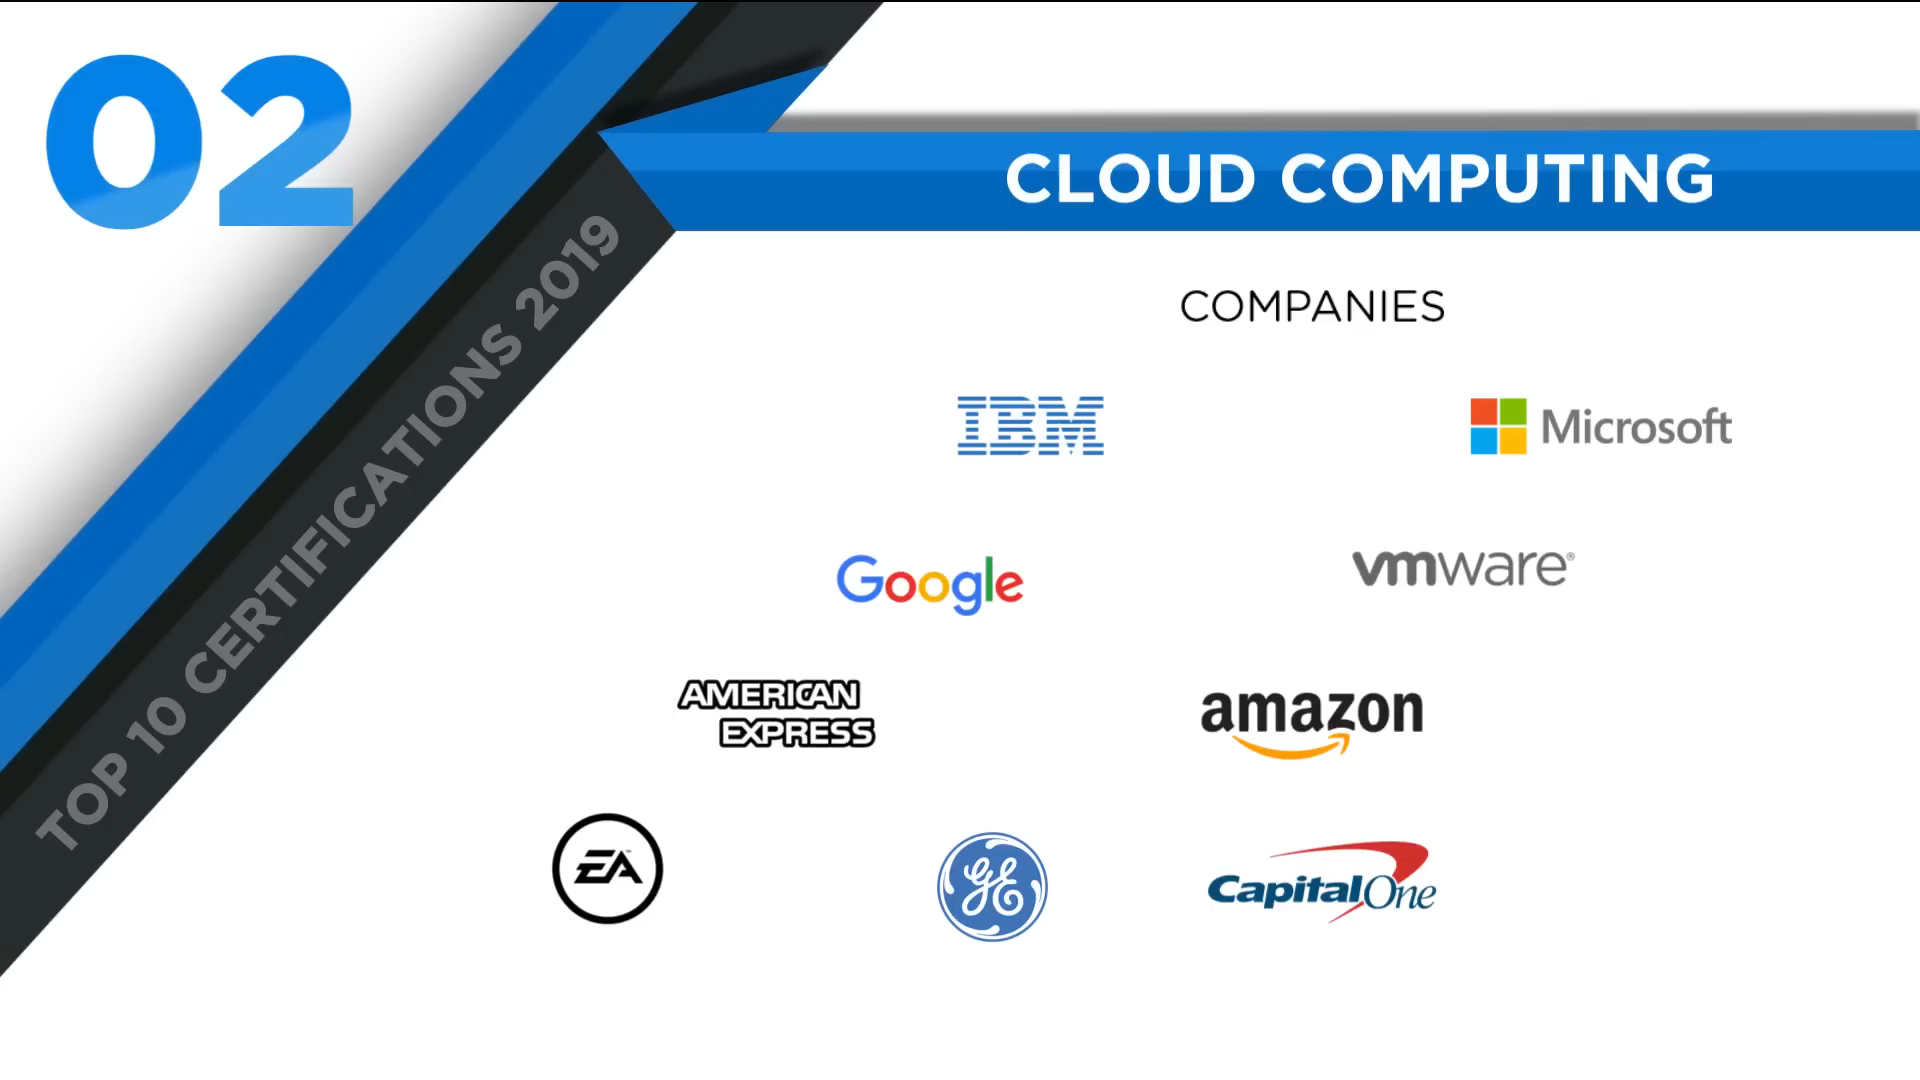 02
TOP 10 CERTIFICATIONS 2019
CLOUD COMPUTING
COMPANIES
IBM
Microsoft
Google
vmware®
AMERICAN
EXPRESS
amazon
EA
GE
CapitalOne